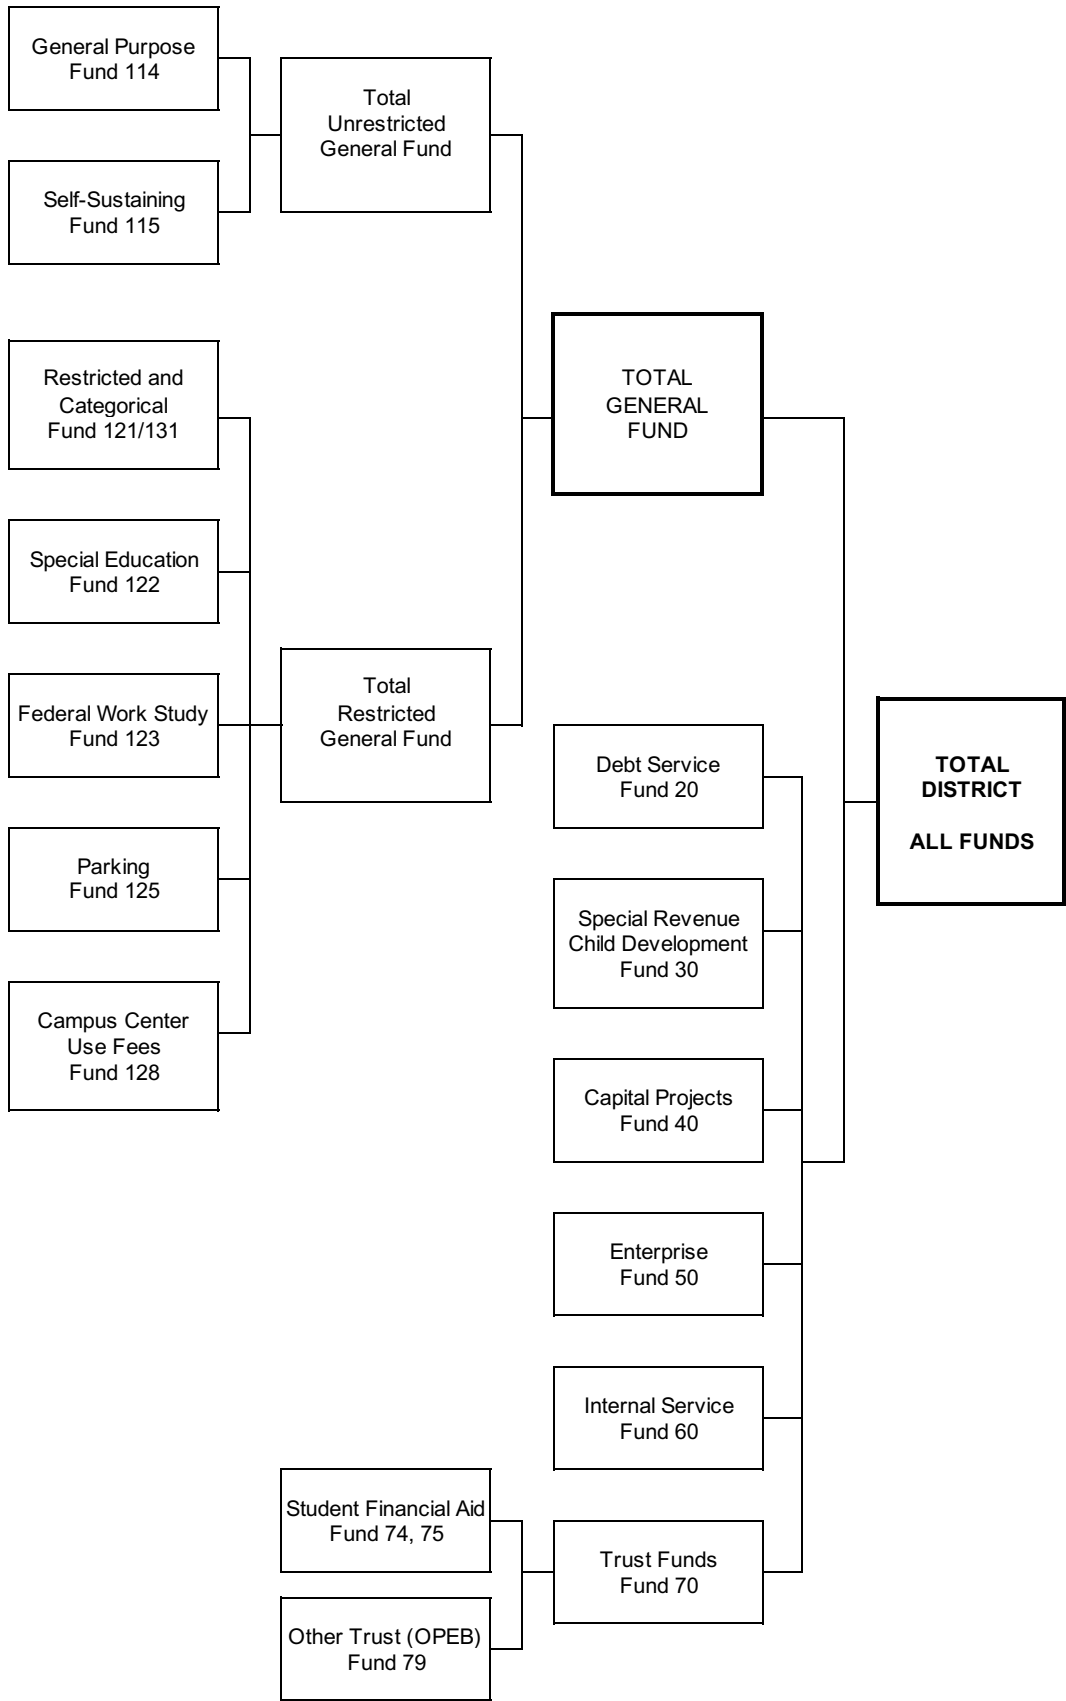 General Purpose
Fund 114
Total
Unrestricted
General Fund
Self-Sustaining
Fund 115
Restricted and
Categorical
Fund 121/131
TOTAL
GENERAL
FUND
Special Education
Fund 122
Federal Work Study
Fund 123
Total
Restricted
General Fund
Debt Service
Fund 20
TOTAL
DISTRICT
ALL FUNDS
Parking
Fund 125
Special Revenue
Child Development
Fund 30
Campus Center
Use Fees
Fund 128
Capital Projects
Fund 40
Enterprise
Fund 50
Internal Service
Fund 60
Student Financial Aid
Fund 74, 75
Trust Funds
Fund 70
Other Trust (OPEB)
Fund 79